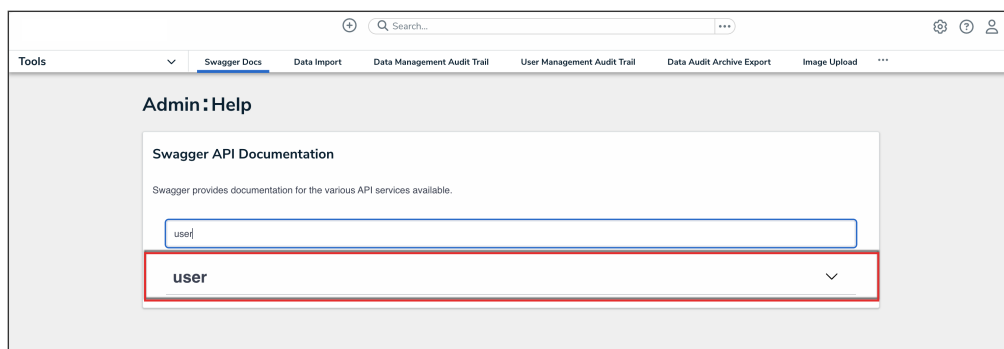 Search...
Tools
Swagger Docs Data Import Data Management Audit Trail User Management Audit Trail Data Audit Archive Export Image Upload ...
Admin:Help
Swagger API Documentation
Swagger provides documentation for the various API services available.
user
user